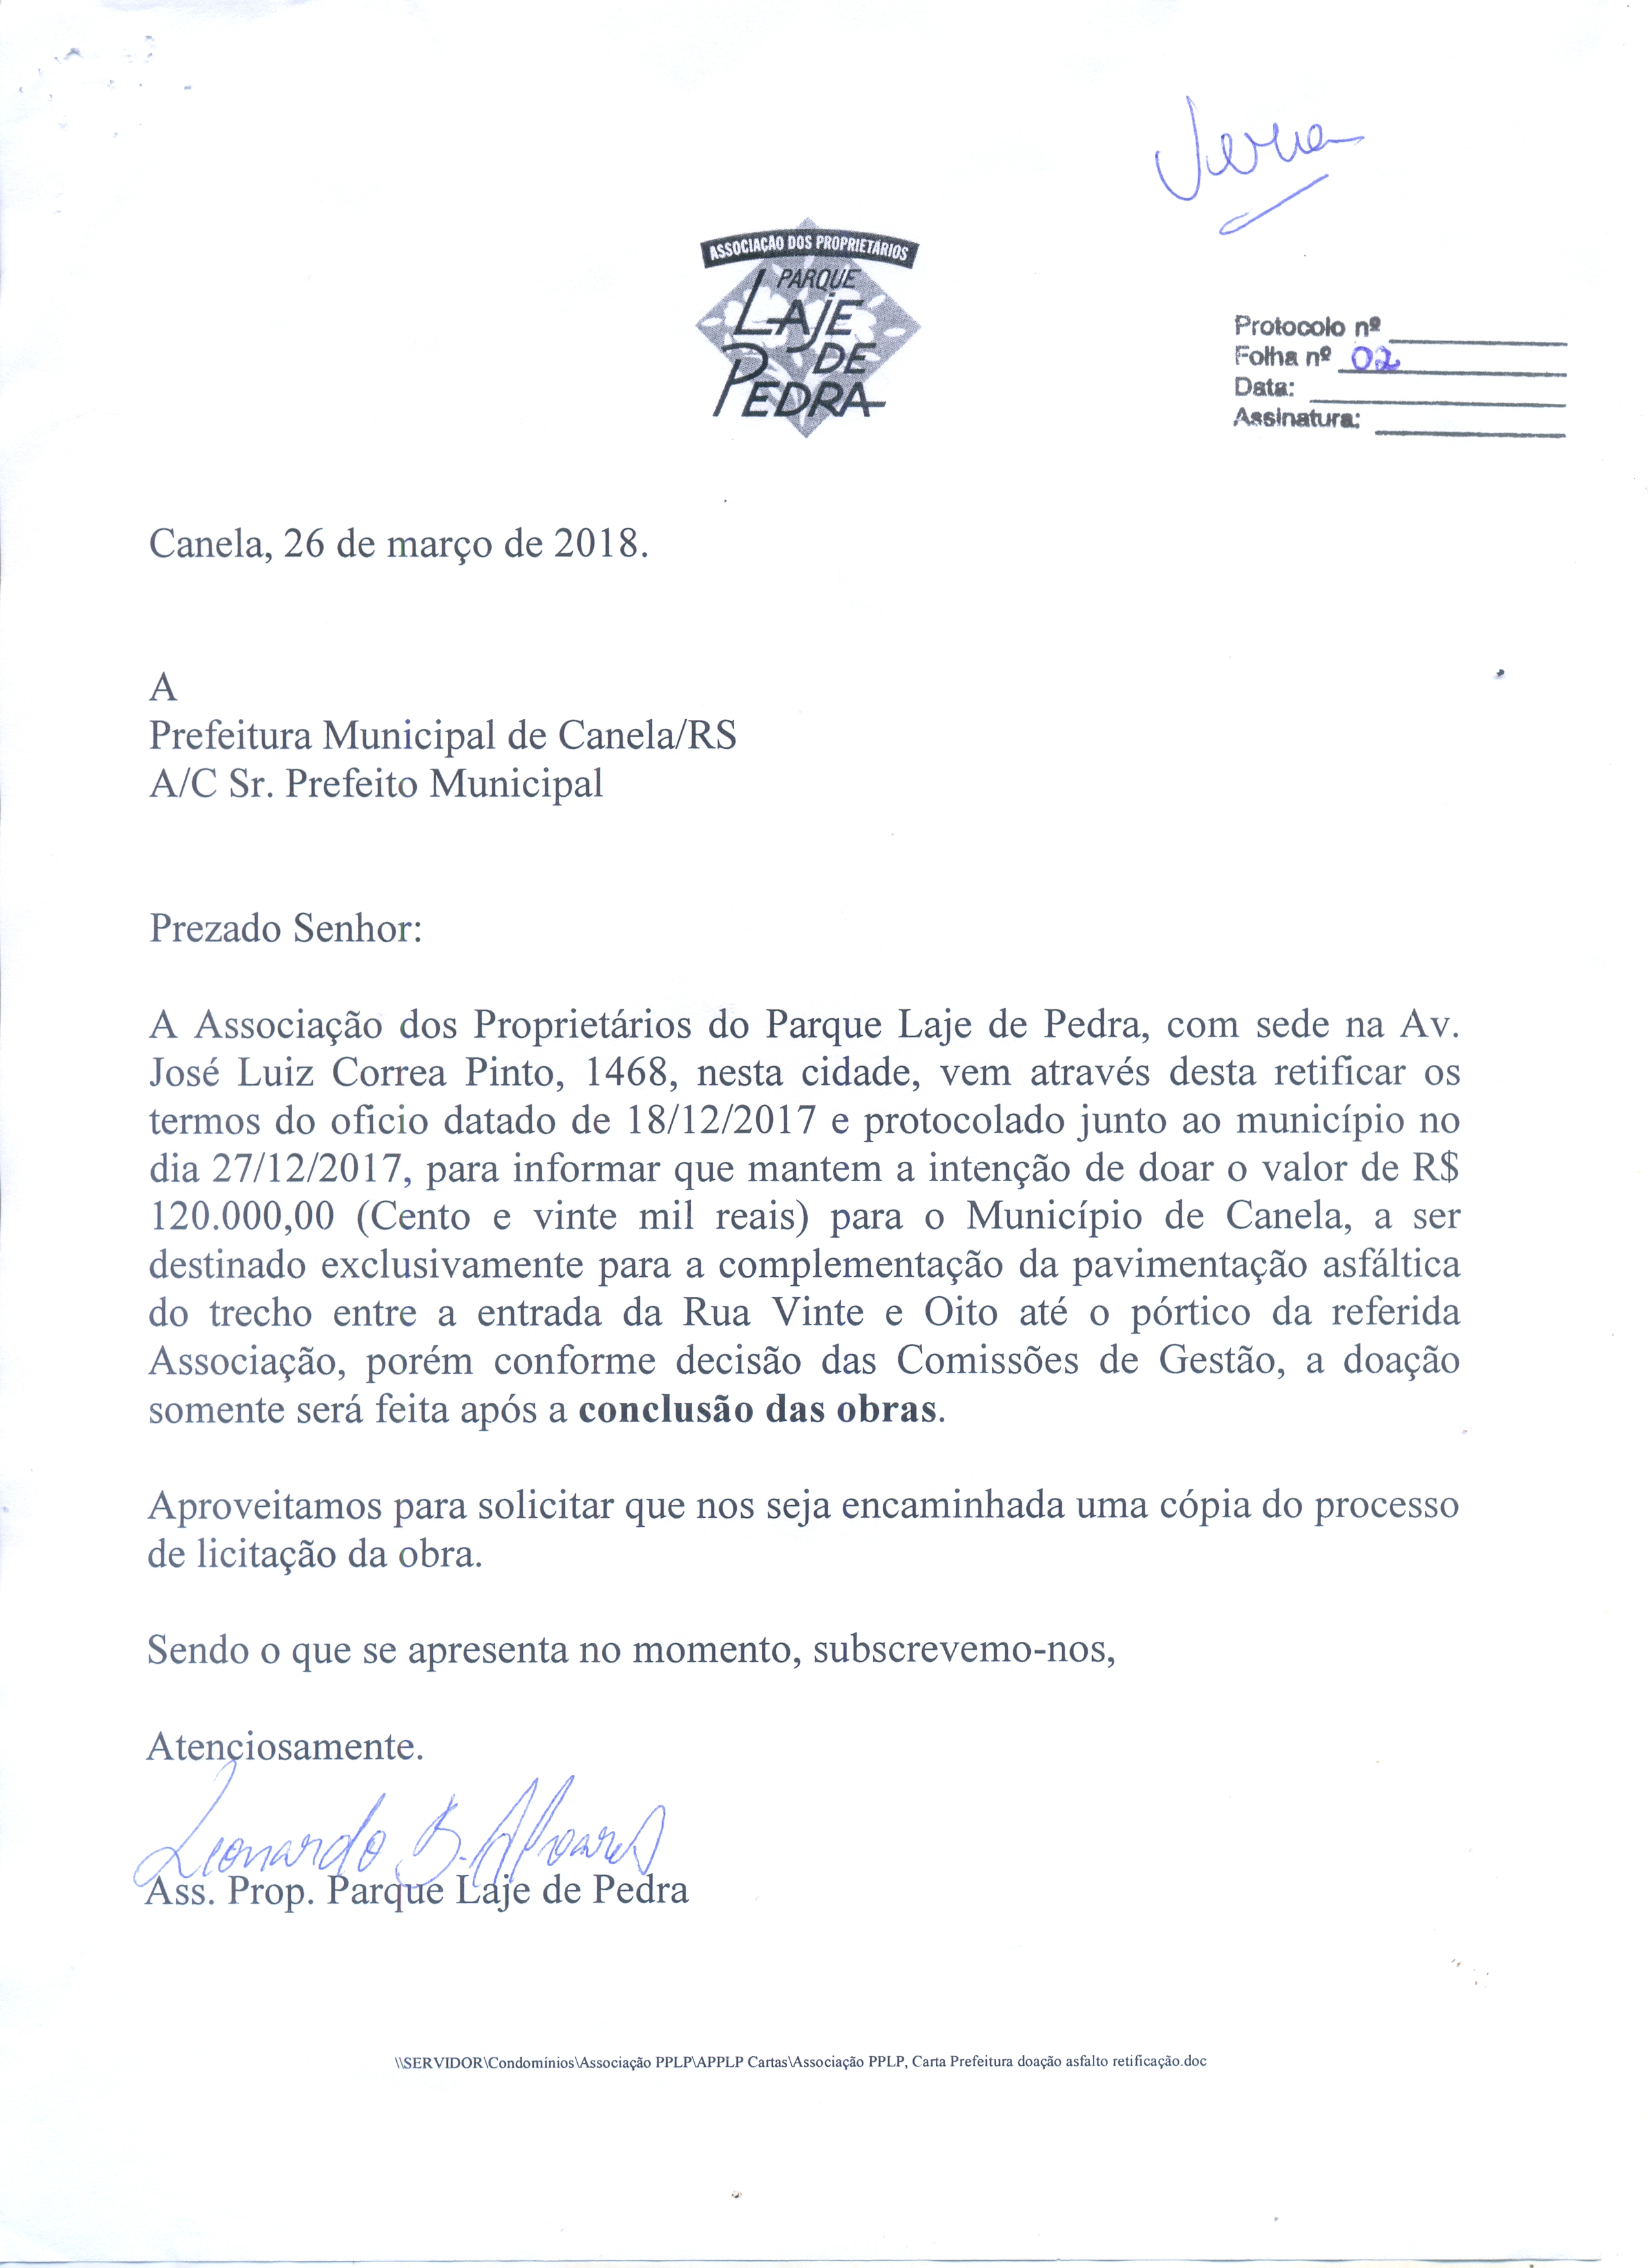 ASSOCIAÇÃO DOS PROPRIETÁRIOS
PARQUE
LAJE
DE
PEDRA
Protocolo nº
Folha nº 02
Data:
Assinatura:
Canela, 26 de março de 2018.
A
Prefeitura Municipal de Canela/RS
A/C Sr. Prefeito Municipal
Prezado Senhor:
A Associação dos Proprietários do Parque Laje de Pedra, com sede na Av.
José Luiz Correa Pinto, 1468, nesta cidade, vem através desta retificar os
termos do oficio datado de 18/12/2017 e protocolado junto ao município no
dia 27/12/2017, para informar que mantem a intenção de doar o valor de R$
120.000,00 (Cento e vinte mil reais) para o Município de Canela, a ser
destinado exclusivamente para a complementação da pavimentação asfáltica
do trecho entre a entrada da Rua Vinte e Oito até o pórtico da referida
Associação, porém conforme decisão das Comissões de Gestão, a doação
somente será feita após a conclusão das obras.
Aproveitamos para solicitar que nos seja encaminhada uma cópia do processo
de licitação da obra.
Sendo o que se apresenta no momento, subscrevemo-nos,
Atenciosamente.
Leonardo B. Alvares
Ass. Prop. Parque Laje de Pedra
\\SERVIDOR\Condomínios\Associação PPLP\APPLP Cartas\Associação PPLP, Carta Prefeitura doação asfalto retificação.doc